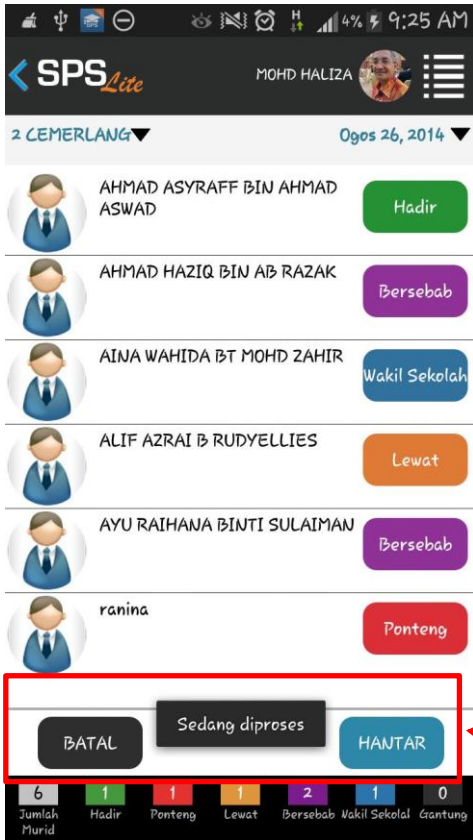 4% 9:25 AM
SPS Lite MOHD HALIZA
2 CEMERLANG Ogos 26, 2014
AHMAD ASYRAFF BIN AHMAD
ASWAD
Hadir
AHMAD HAZIQ BIN AB RAZAK
Bersebab
AINA WAHIDA BT MOHD ZAHIR
Wakil Sekolah
ALIF AZRAI B RUDYELLIES
Lewat
AYU RAIHANA BINTI SULAIMAN
Bersebab
ranina
Ponteng
BATAL Sedang diproses HANTAR
6 1 1 1 2 1 0
Jumlah Hadir Ponteng Lewat Bersebab Wakil Sekolal Gantung
Murid